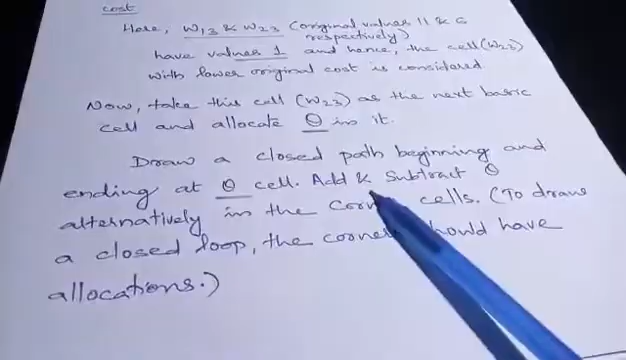 cost
Here, W13 & W23 (original values 11 & 6
respectively)
have values 1 and hence, the cell (W23)
with lower original cost is considered.
Now, take this cell (W23) as the next basic
cell and allocate θ in it.
Draw a closed path beginning and
ending at θ cell. Add & subtract θ
alternatively in the corner cells. (To draw
a closed loop, the corners should have
allocations.)